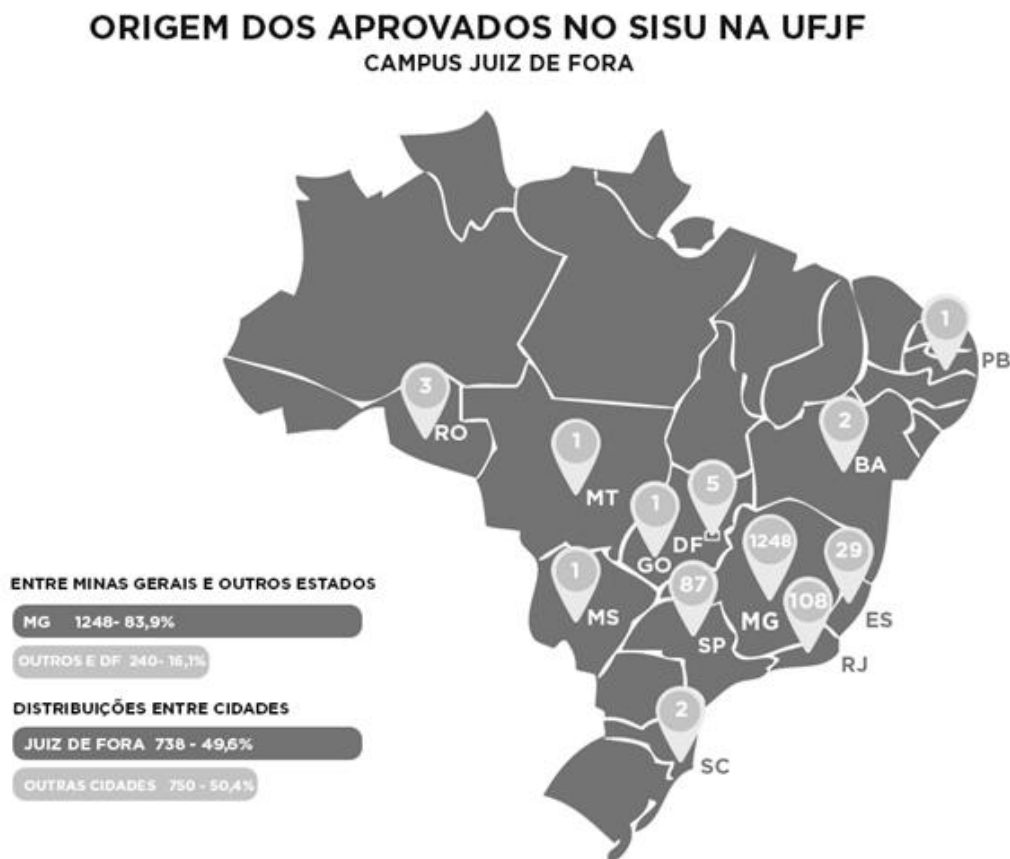 ORIGEM DOS APROVADOS NO SISU NA UFJF
CAMPUS JUIZ DE FORA
1
PB
3
RO
2
BA
1
MT
5
DF
1
GO
1248
MG
29
ES
1
MS
87
SP
108
RJ
2
SC
ENTRE MINAS GERAIS E OUTROS ESTADOS
MG 1248- 83,9%
OUTROS E DF 240- 16,1%
DISTRIBUIÇÕES ENTRE CIDADES
JUIZ DE FORA 738 - 49,6%
OUTRAS CIDADES 750 - 50,4%